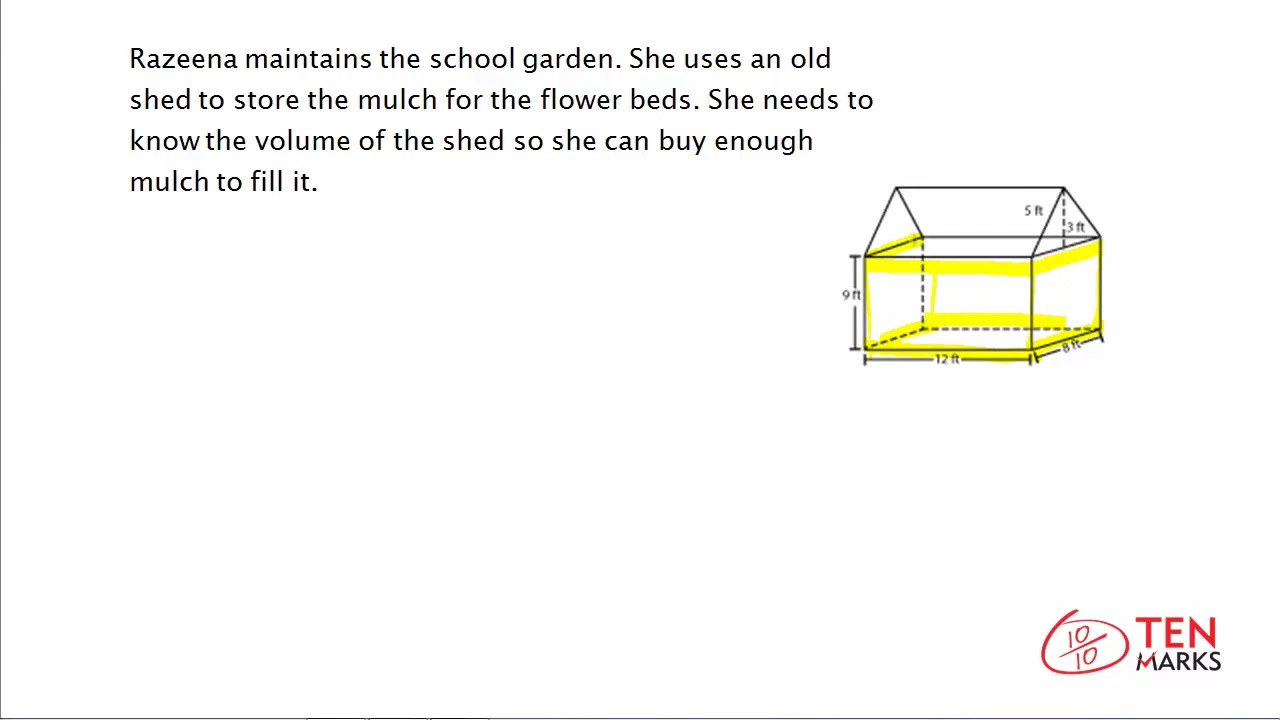 Razeena maintains the school garden. She uses an old
shed to store the mulch for the flower beds. She needs to
know the volume of the shed so she can buy enough
mulch to fill it.
5 ft
3 ft
9 ft
12 ft
8 ft
10
10
TEN
MARKS